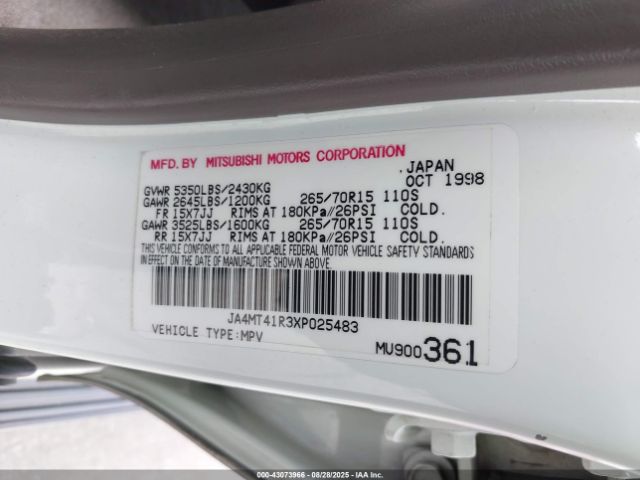 MFD. BY MITSUBISHI MOTORS CORPORATION
JAPAN
OCT 1998
GVWR 5350LBS/2430KG
GAWR 2645LBS/1200KG 265/70R15 110S
FR 15X7JJ RIMS AT 180KPa/26PSI COLD.
GAWR 3525LBS/1600KG 265/70R15 110S
RR 15X7JJ RIMS AT 180KPa/26PSI COLD.
THIS VEHICLE CONFORMS TO ALL APPLICABLE FEDERAL MOTOR VEHICLE SAFETY STANDARDS
IN EFFECT ON THE DATE OF MANUFACTURE SHOWN ABOVE.
JA4MT41R3XP025483
VEHICLE TYPE:MPV
MU900361
000-43073966 - 08/28/2025 - IAAHQ